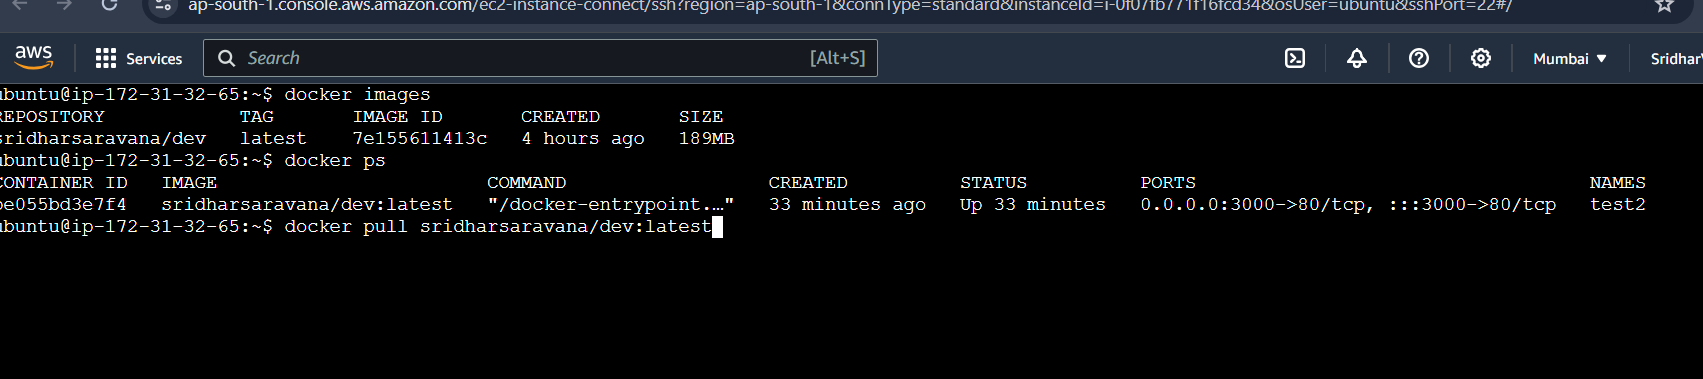 ap-south-1.console.aws.amazon.com/ec2-instance-connect/ssh?region=ap-south-1&connType=standard&instanceId=i-0f07fb771f16fcd34&osUser=ubuntu&sshPort=22#/
aws Services Search [Alt+S] Mumbai Sridhar
ubuntu@ip-172-31-32-65:~$ docker images
REPOSITORY TAG IMAGE ID CREATED SIZE
sridharsaravana/dev latest 7e155611413c 4 hours ago 189MB
ubuntu@ip-172-31-32-65:~$ docker ps
CONTAINER ID IMAGE COMMAND CREATED STATUS PORTS NAMES
be055bd3e7f4 sridharsaravana/dev:latest "/docker-entrypoint.…" 33 minutes ago Up 33 minutes 0.0.0.0:3000->80/tcp, :::3000->80/tcp test2
ubuntu@ip-172-31-32-65:~$ docker pull sridharsaravana/dev:latest